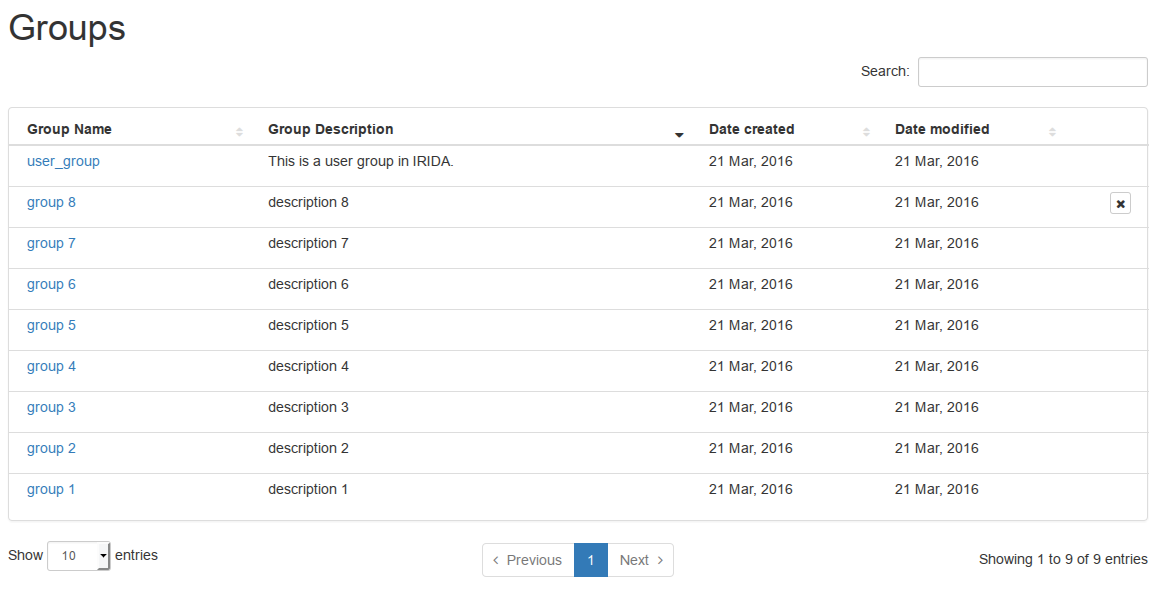 Groups
Search:
Group Name Group Description Date created Date modified
user_group This is a user group in IRIDA. 21 Mar, 2016 21 Mar, 2016
group 8 description 8 21 Mar, 2016 21 Mar, 2016
group 7 description 7 21 Mar, 2016 21 Mar, 2016
group 6 description 6 21 Mar, 2016 21 Mar, 2016
group 5 description 5 21 Mar, 2016 21 Mar, 2016
group 4 description 4 21 Mar, 2016 21 Mar, 2016
group 3 description 3 21 Mar, 2016 21 Mar, 2016
group 2 description 2 21 Mar, 2016 21 Mar, 2016
group 1 description 1 21 Mar, 2016 21 Mar, 2016
Show 10 entries Previous 1 Next Showing 1 to 9 of 9 entries